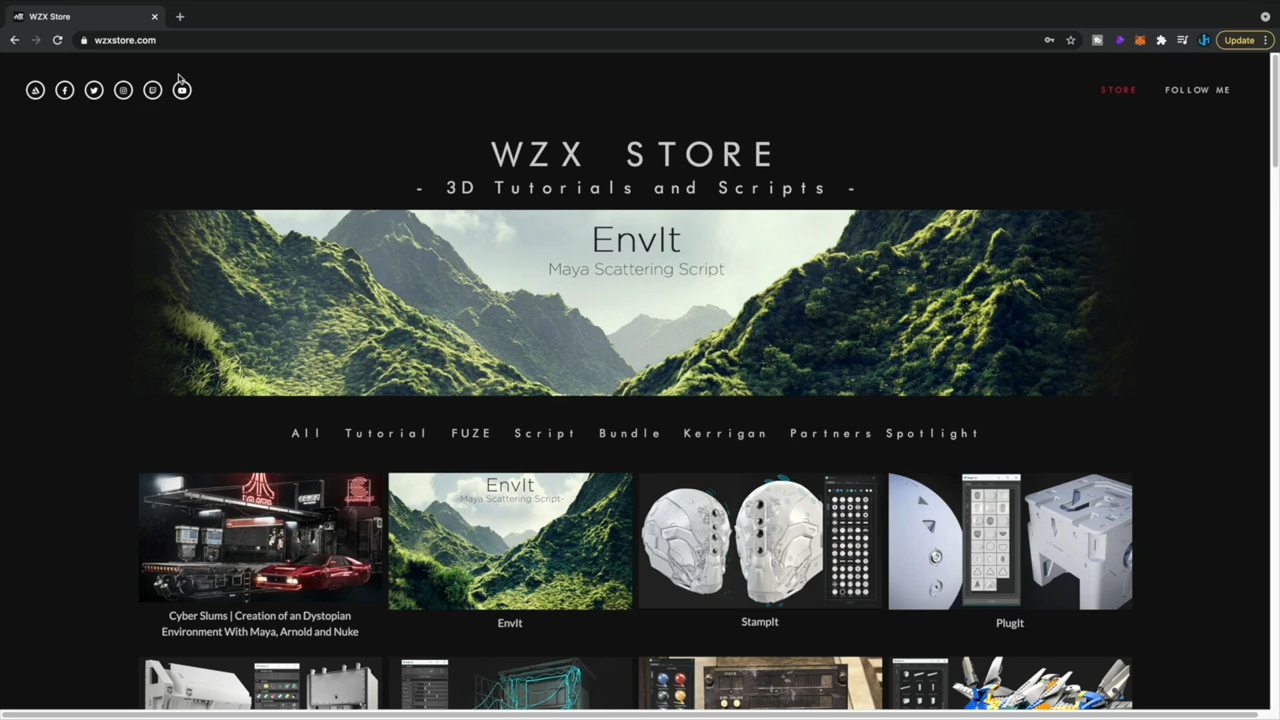 WZX Store
wzxstore.com
Update
STORE
FOLLOW ME
WZX STORE
- 3D Tutorials and Scripts -
EnvIt
Maya Scattering Script
All
Tutorial
FUZE
Script
Bundle
Kerrigan
Partners Spotlight
EnvIt
-Maya Scattering Script-
Cyber Slums | Creation of an Dystopian
Environment With Maya, Arnold and Nuke
EnvIt
StampIt
PlugIt